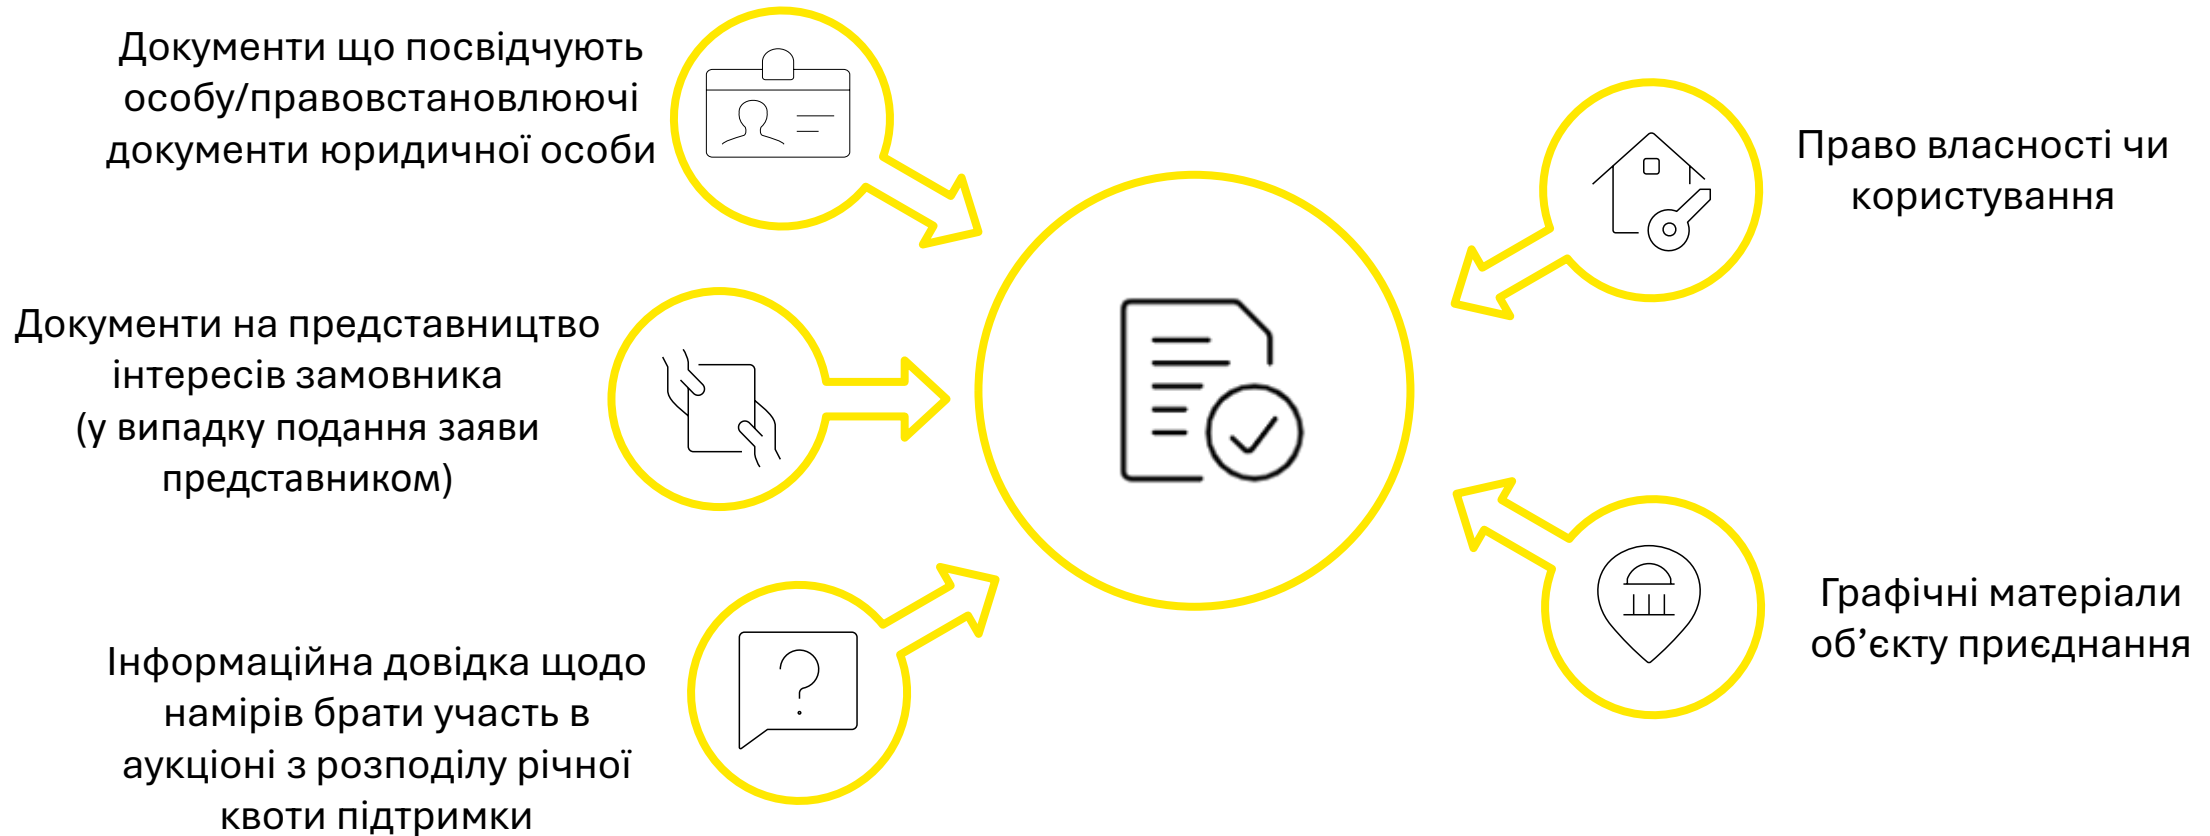 Документи що посвідчують
особу/правовстановлюючі
документи юридичної особи
Документи на представництво
інтересів замовника
(у випадку подання заяви
представником)
Інформаційна довідка щодо
намірів брати участь в
аукціоні з розподілу річної
квоти підтримки
Право власності чи
користування
Графічні матеріали
об’єкту приєднання